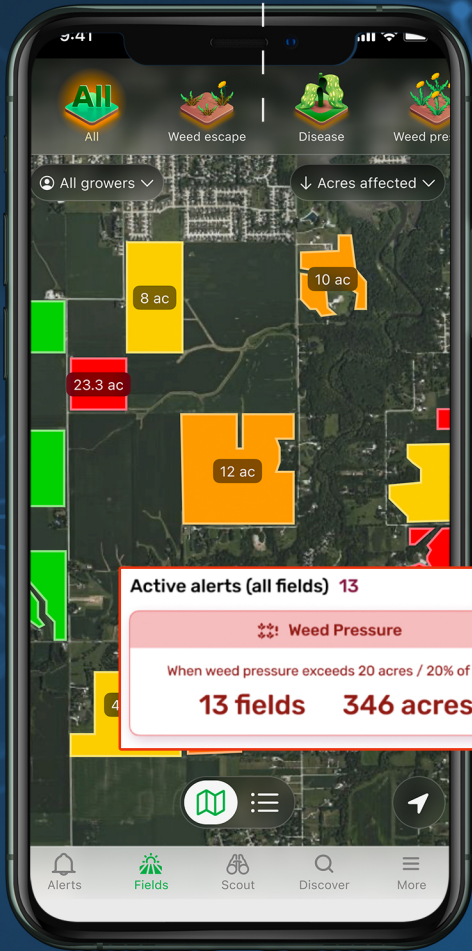 9:41
All
All
Weed escape
Disease
Weed pres
All growers
Acres affected
8 ac
10 ac
23.3 ac
12 ac
Active alerts (all fields) 13
Weed Pressure
When weed pressure exceeds 20 acres / 20% of
13 fields 346 acres
4
Alerts
Fields
Scout
Discover
More